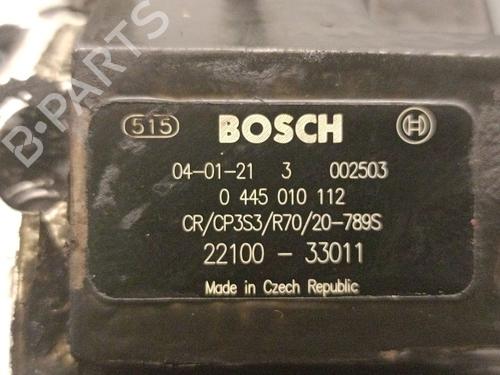 515 BOSCH H
04-01-21 3 002503
0 445 010 112
CR/CP3S3/R70/20-789S
22100 - 33011
Made in Czech Republic
B-PARTS